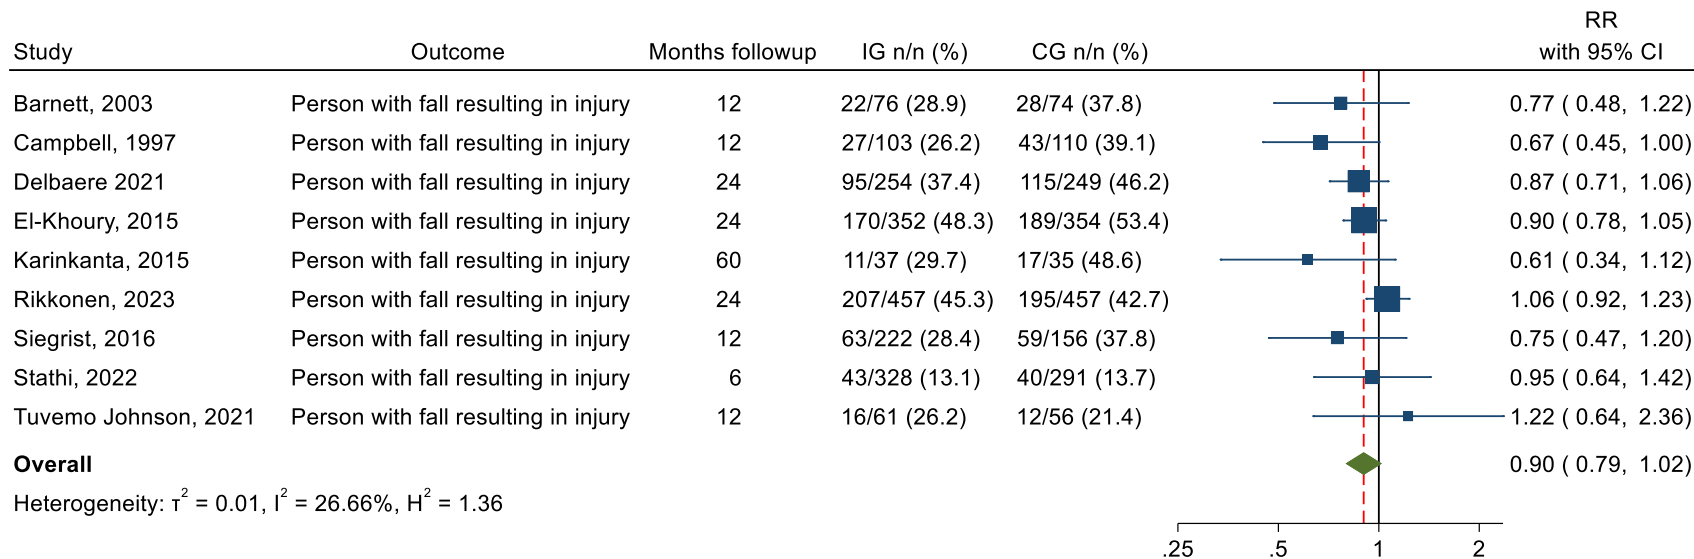 RR
Study Outcome Months followup IG n/n (%) CG n/n (%) with 95% CI
Barnett, 2003 Person with fall resulting in injury 12 22/76 (28.9) 28/74 (37.8) 0.77 ( 0.48, 1.22)
Campbell, 1997 Person with fall resulting in injury 12 27/103 (26.2) 43/110 (39.1) 0.67 ( 0.45, 1.00)
Delbaere 2021 Person with fall resulting in injury 24 95/254 (37.4) 115/249 (46.2) 0.87 ( 0.71, 1.06)
El-Khoury, 2015 Person with fall resulting in injury 24 170/352 (48.3) 189/354 (53.4) 0.90 ( 0.78, 1.05)
Karinkanta, 2015 Person with fall resulting in injury 60 11/37 (29.7) 17/35 (48.6) 0.61 ( 0.34, 1.12)
Rikkonen, 2023 Person with fall resulting in injury 24 207/457 (45.3) 195/457 (42.7) 1.06 ( 0.92, 1.23)
Siegrist, 2016 Person with fall resulting in injury 12 63/222 (28.4) 59/156 (37.8) 0.75 ( 0.47, 1.20)
Stathi, 2022 Person with fall resulting in injury 6 43/328 (13.1) 40/291 (13.7) 0.95 ( 0.64, 1.42)
Tuvemo Johnson, 2021 Person with fall resulting in injury 12 16/61 (26.2) 12/56 (21.4) 1.22 ( 0.64, 2.36)
Overall 0.90 ( 0.79, 1.02)
Heterogeneity: τ² = 0.01, I² = 26.66%, H² = 1.36
.25 .5 1 2